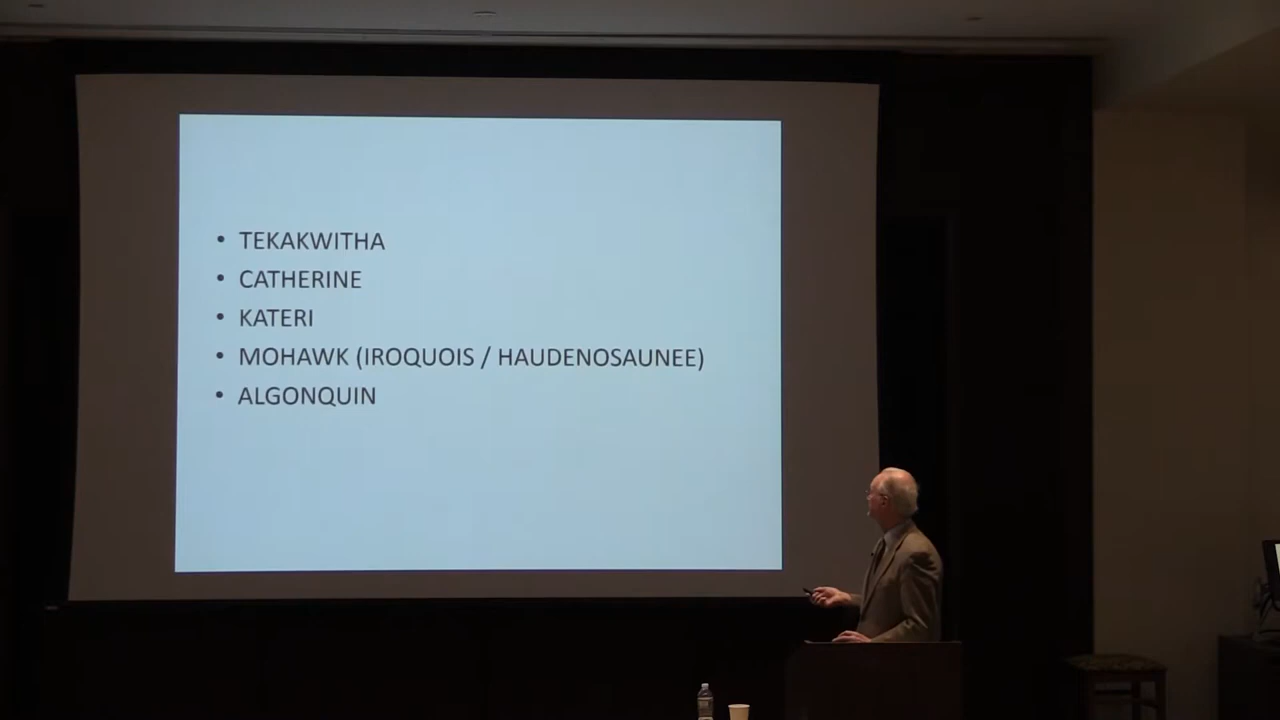 • TEKAKWITHA
• CATHERINE
• KATERI
• MOHAWK (IROQUOIS / HAUDENOSAUNEE)
• ALGONQUIN